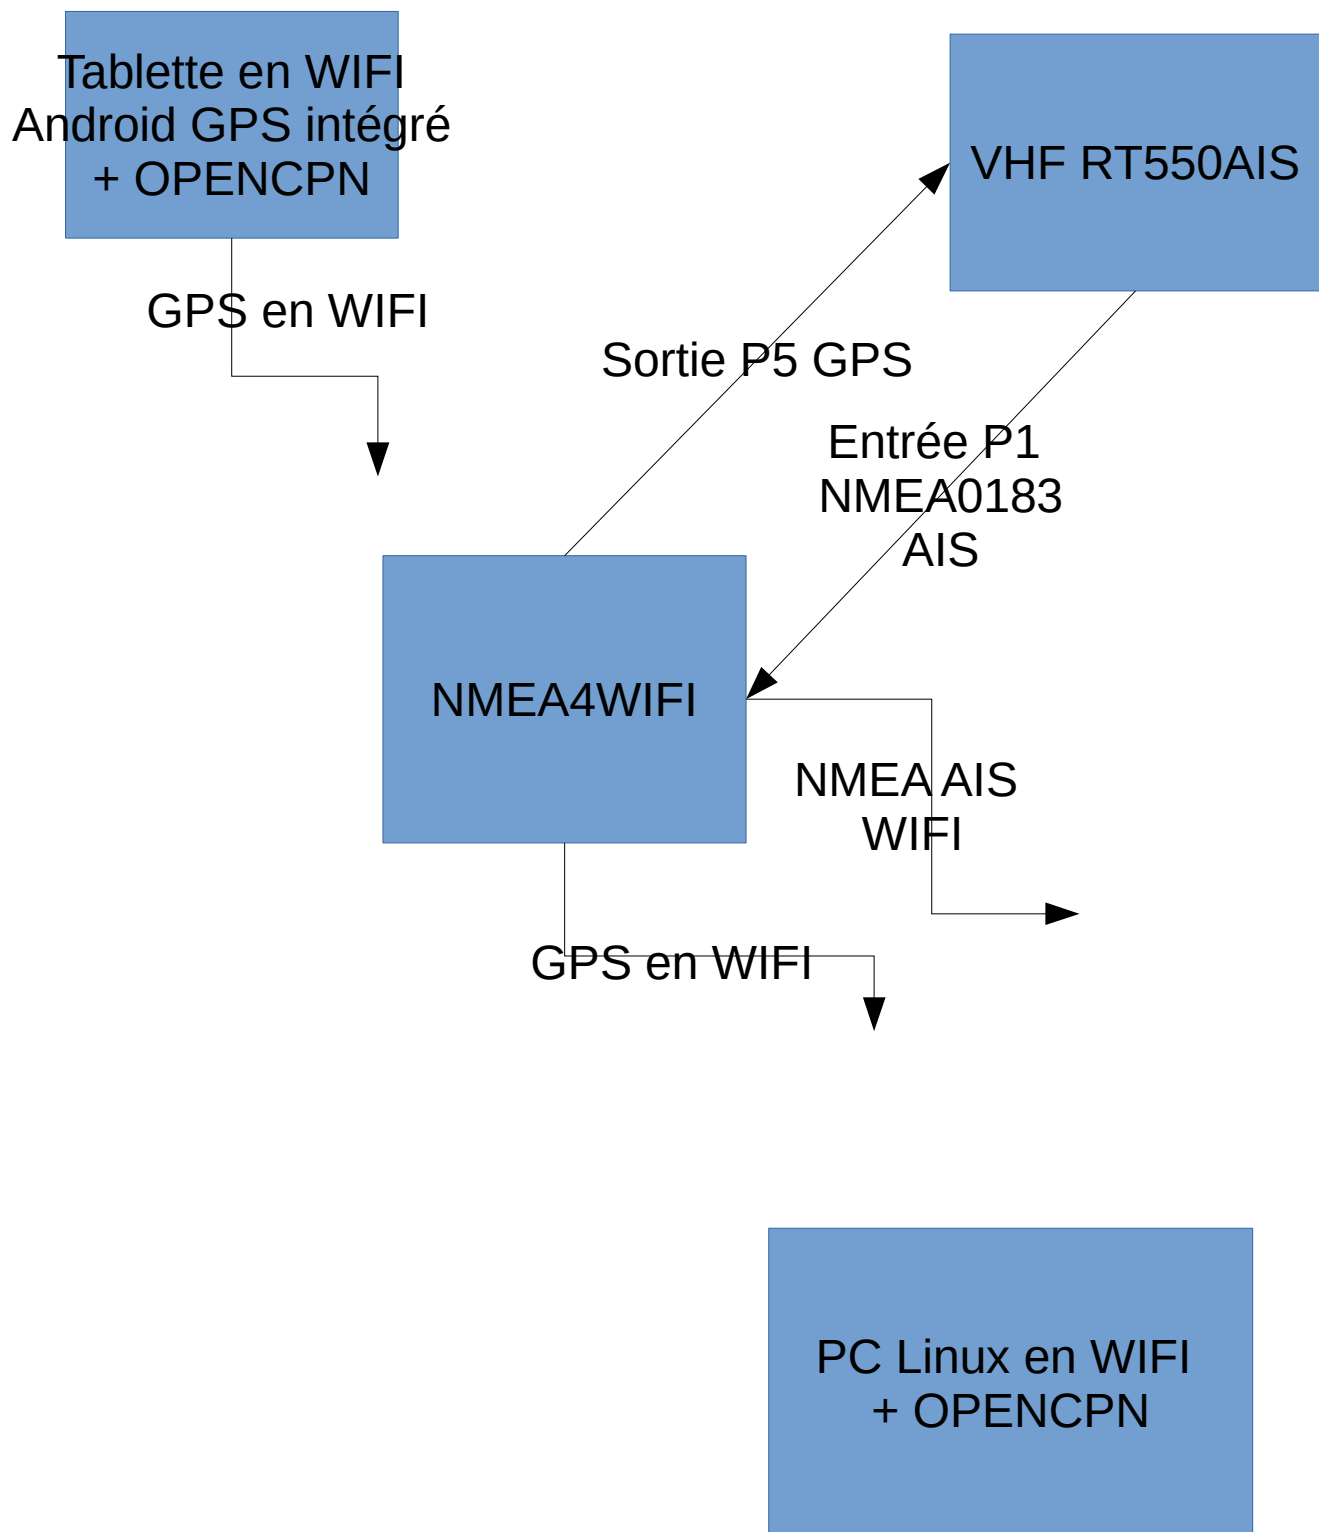 Tablette en WIFI
Android GPS intégré
+ OPENCPN
VHF RT550AIS
GPS en WIFI
Sortie P5 GPS
Entrée P1
NMEA0183
AIS
NMEA4WIFI
NMEA AIS
WIFI
GPS en WIFI
PC Linux en WIFI
+ OPENCPN